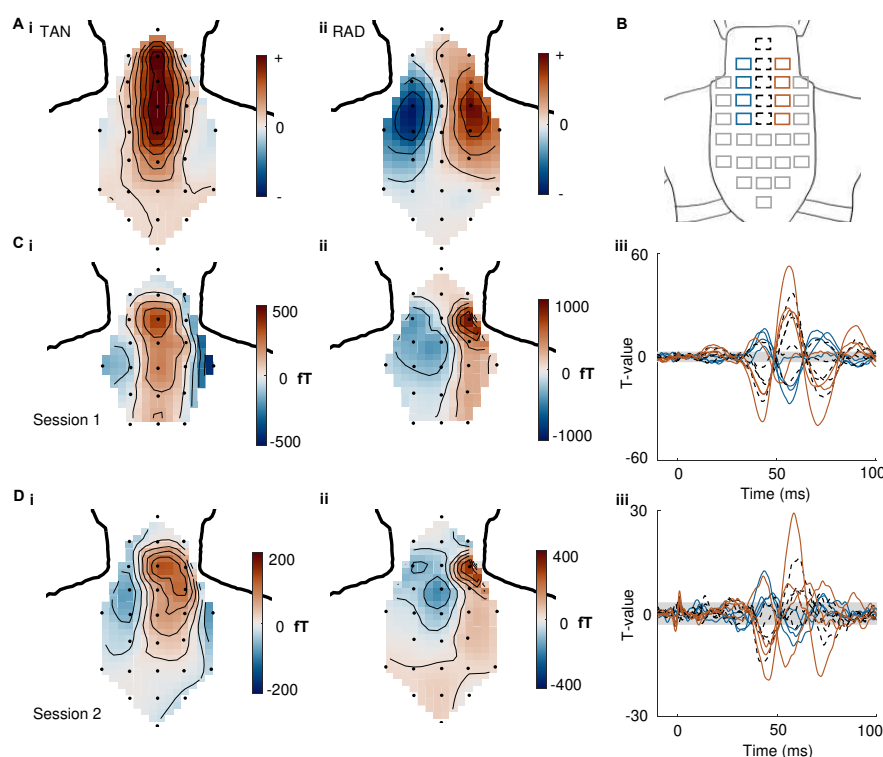 A i TAN
+
0
-
ii RAD
+
0
-
B
C i
500
0 fT
-500
Session 1
ii
1000
0 fT
-1000
iii
60
0
-60
T-value
0 50 100
Time (ms)
D i
200
0 fT
-200
Session 2
ii
400
0 fT
-400
iii
30
0
-30
T-value
0 50 100
Time (ms)